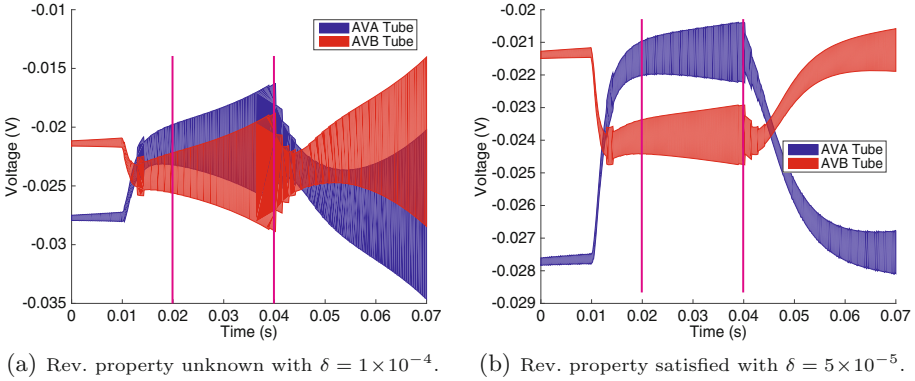 -0.01
-0.015
-0.02
-0.025
-0.03
-0.035
Voltage (V)
AVA Tube
AVB Tube
0 0.01 0.02 0.03 0.04 0.05 0.06 0.07
Time (s)
(a) Rev. property unknown with δ = 1×10⁻⁴.
-0.02
-0.021
-0.022
-0.023
-0.024
-0.025
-0.026
-0.027
-0.028
-0.029
Voltage (V)
AVA Tube
AVB Tube
0 0.01 0.02 0.03 0.04 0.05 0.06 0.07
Time (s)
(b) Rev. property satisfied with δ = 5×10⁻⁵.